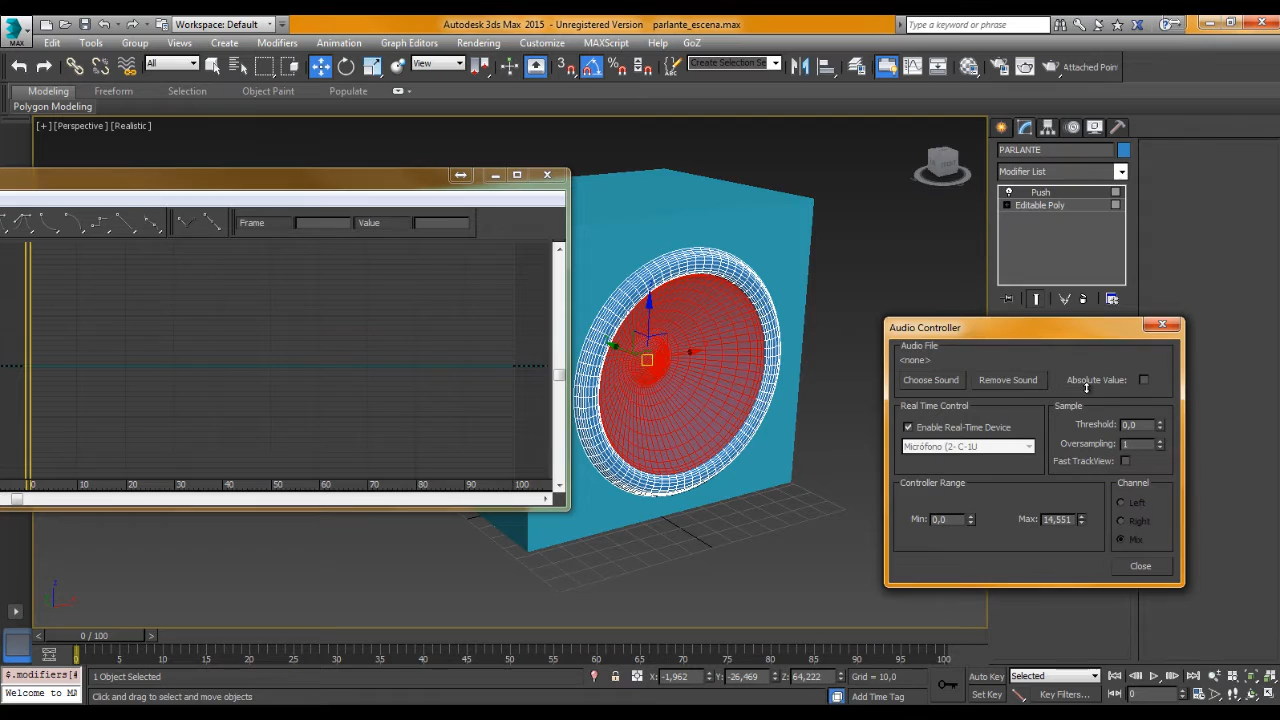 MAX
Workspace: Default
Autodesk 3ds Max 2015 - Unregistered Version parlante_escena.max
Type a keyword or phrase
Edit Tools Group Views Create Modifiers Animation Graph Editors Rendering Customize MAXScript Help GoZ
All
View
Create Selection Se
Attached Point
Modeling Freeform Selection Object Paint Populate
Polygon Modeling
[+] [Perspective] [Realistic]
PARLANTE
Modifier List
Push
Editable Poly
Frame
Value
0 10 20 30 40 50 60 70 80 90 100
Audio Controller
Audio File
<none>
Choose Sound
Remove Sound
Absolute Value:
Real Time Control
Enable Real-Time Device
Micrófono (2- C-1U
Sample
Threshold: 0,0
Oversampling: 1
Fast TrackView:
Controller Range
Min: 0,0
Max: 14,551
Channel
Left
Right
Mix
Close
0 / 100
5 10 15 20 25 30 35 40 45 50 55 60 65 70 75 80 85 90 95 100
$.modifiers[#
Welcome to MA
1 Object Selected
Click and drag to select and move objects
X: -1,962
Y: -26,469
Z: 64,222
Grid = 10,0
Add Time Tag
Auto Key
Selected
Set Key
Key Filters...
0